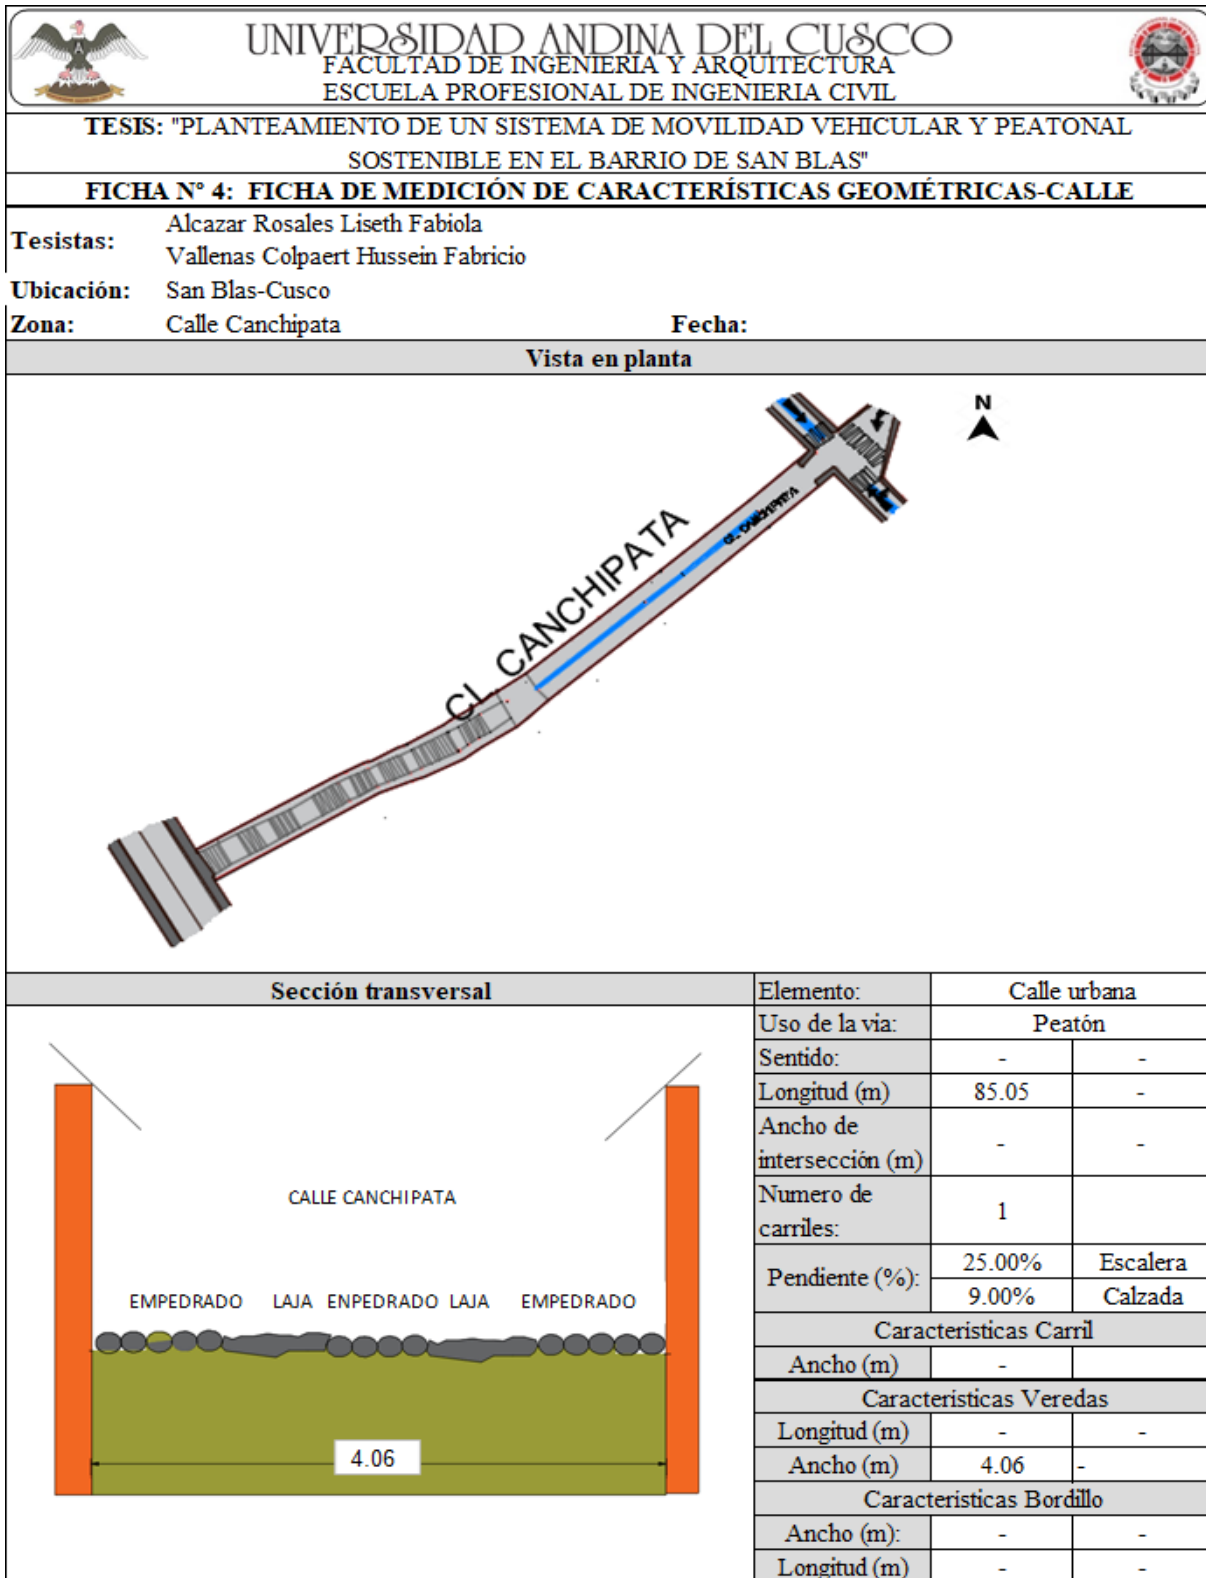 UNIVERSIDAD ANDINA DEL CUSCO
FACULTAD DE INGENIERIA Y ARQUITECTURA
ESCUELA PROFESIONAL DE INGENIERIA CIVIL
TESIS: "PLANTEAMIENTO DE UN SISTEMA DE MOVILIDAD VEHICULAR Y PEATONAL
SOSTENIBLE EN EL BARRIO DE SAN BLAS"
FICHA N° 4: FICHA DE MEDICIÓN DE CARACTERÍSTICAS GEOMÉTRICAS-CALLE
Tesistas: Alcazar Rosales Liseth Fabiola
Vallenas Colpaert Hussein Fabricio
Ubicación: San Blas-Cusco
Zona: Calle Canchipata Fecha:
Vista en planta
N
CL. CANCHIPATA
CL. CANCHIPATA
Sección transversal
CALLE CANCHIPATA
EMPEDRADO LAJA ENPEDRADO LAJA EMPEDRADO
4.06
Elemento: Calle urbana
Uso de la via: Peatón
Sentido: - -
Longitud (m) 85.05 -
Ancho de
intersección (m) - -
Numero de
carriles: 1
Pendiente (%): 25.00% Escalera
9.00% Calzada
Características Carril
Ancho (m) -
Características Veredas
Longitud (m) - -
Ancho (m) 4.06 -
Características Bordillo
Ancho (m): - -
Longitud (m) - -